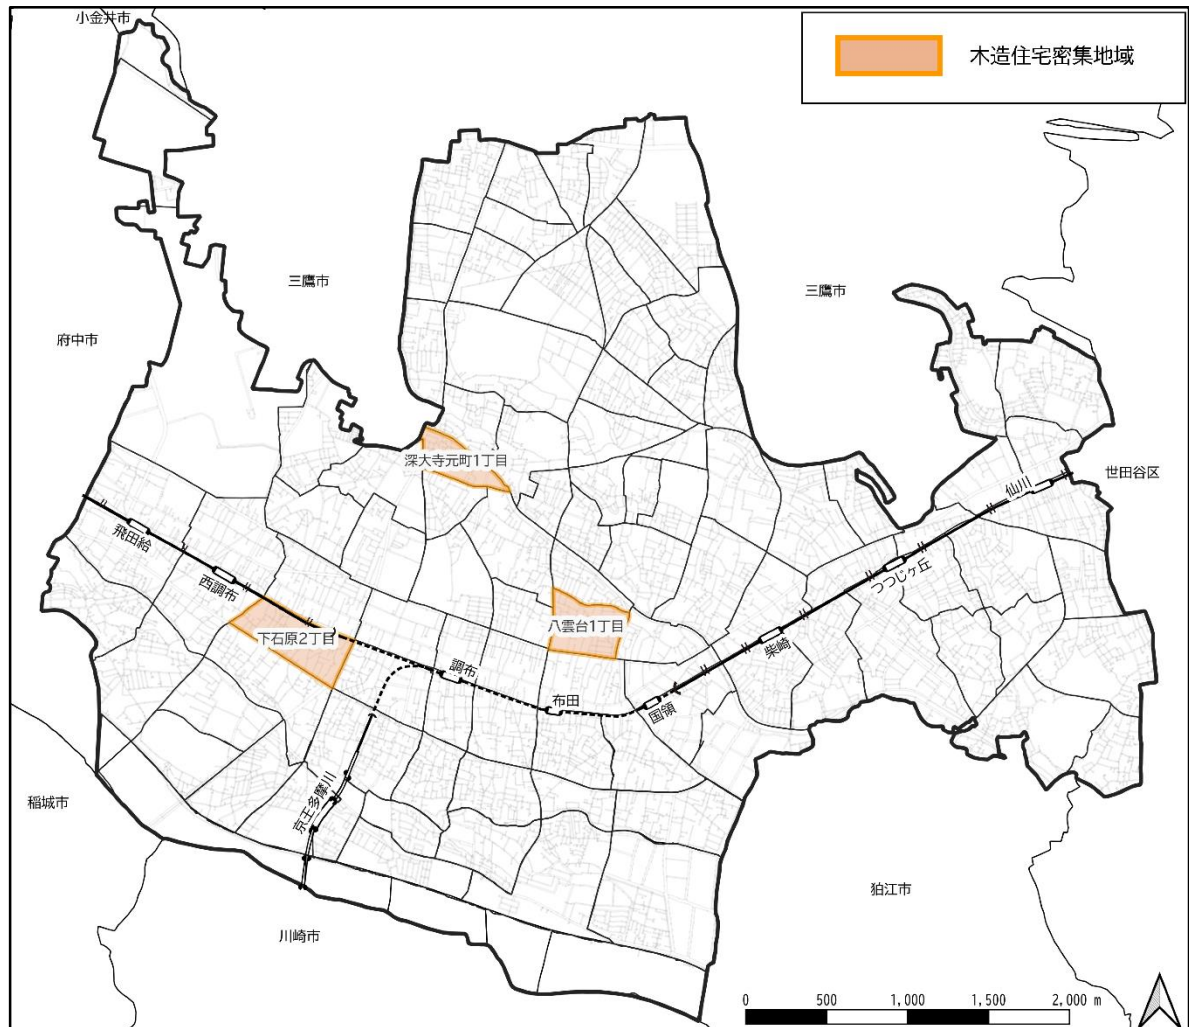 小金井市
木造住宅密集地域
三鷹市
三鷹市
府中市
深大寺元町1丁目
世田谷区
仙川
飛田給
つつじヶ丘
西調布
八雲台1丁目
下石原2丁目
柴崎
調布
布田
国領
京王多摩川
稲城市
狛江市
川崎市
0 500 1,000 1,500 2,000 m